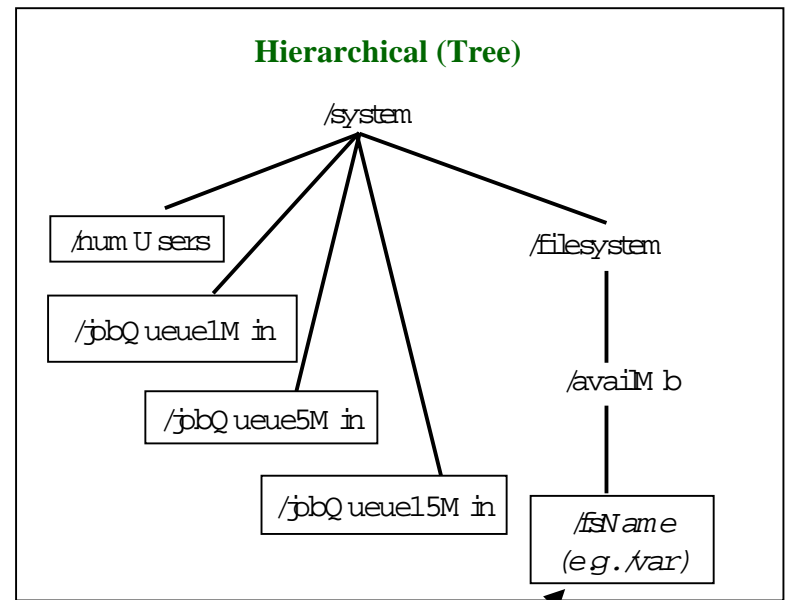 Hierarchical (Tree)
/system
/numUsers
/filesystem
/jobQueue1Min
/availMb
/jobQueue5Min
/jobQueue15Min
/fsName
(e.g. /var)